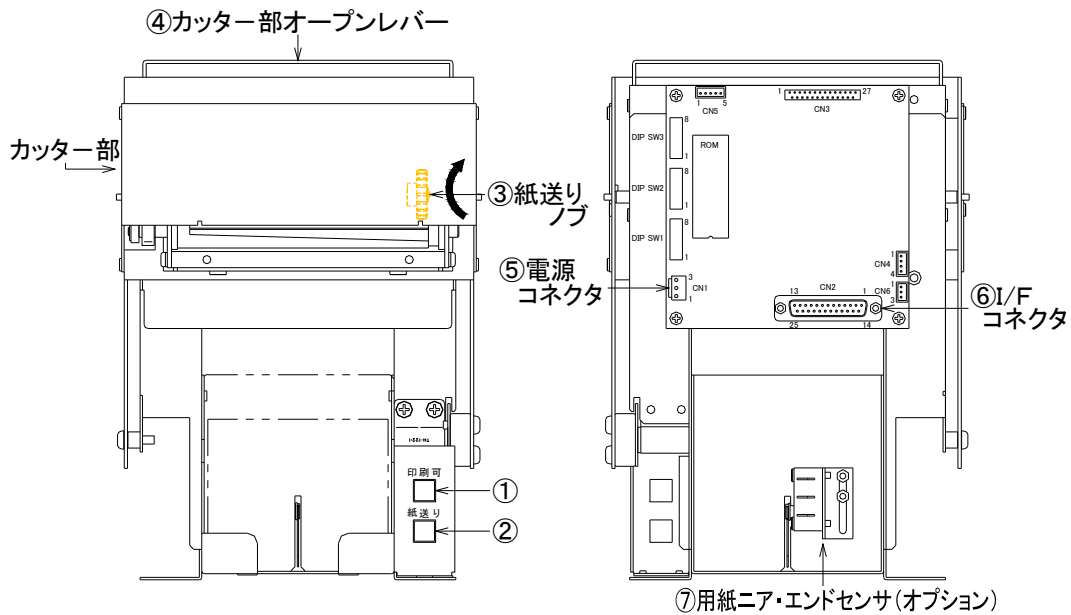 ④カッター部オープンレバー
カッター部
③紙送り
ノブ
印刷可
①
紙送り
②
1 5
CN5
1 27
CN3
DIP SW3
8
1
ROM
DIP SW2
8
1
DIP SW1
8
1
⑤電源
コネクタ
3
CN1
1
1
CN4
4
1
CN6
3
13 CN2 1
25 14
⑥I/F
コネクタ
⑦用紙ニア・エンドセンサ(オプション)